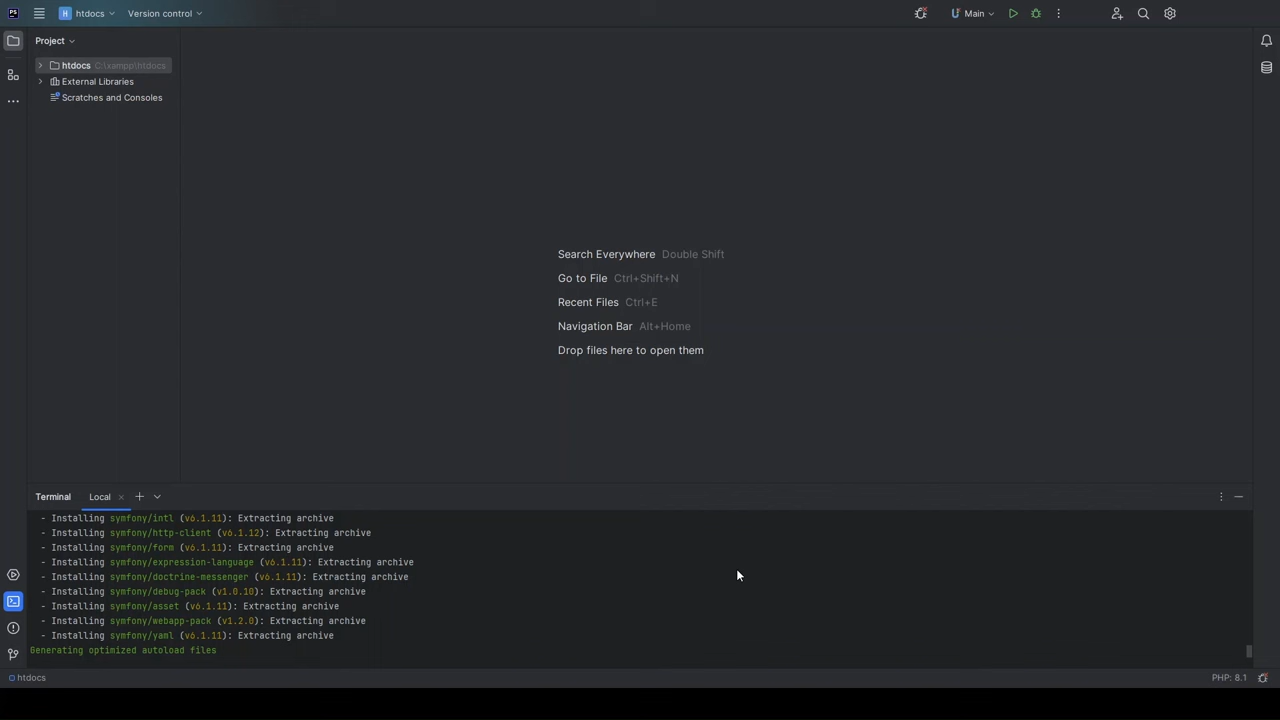 PS
H htdocs Version control Main
Project
htdocs C:\xampp\htdocs
External Libraries
Scratches and Consoles
Search Everywhere Double Shift
Go to File Ctrl+Shift+N
Recent Files Ctrl+E
Navigation Bar Alt+Home
Drop files here to open them
Terminal Local
- Installing symfony/intl (v6.1.11): Extracting archive
- Installing symfony/http-client (v6.1.12): Extracting archive
- Installing symfony/form (v6.1.11): Extracting archive
- Installing symfony/expression-language (v6.1.11): Extracting archive
- Installing symfony/doctrine-messenger (v6.1.11): Extracting archive
- Installing symfony/debug-pack (v1.0.10): Extracting archive
- Installing symfony/asset (v6.1.11): Extracting archive
- Installing symfony/webapp-pack (v1.2.0): Extracting archive
- Installing symfony/yaml (v6.1.11): Extracting archive
Generating optimized autoload files
htdocs PHP: 8.1